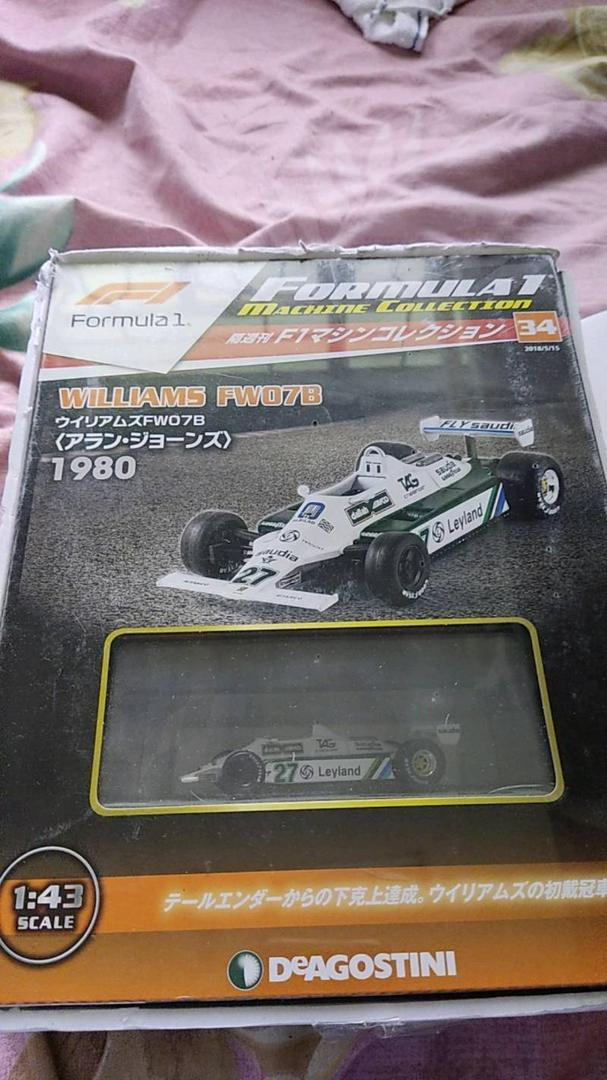 Formula 1
FORMULA 1
MACHINE COLLECTION
隔週刊 F1マシンコレクション 34
2018/5/15
WILLIAMS FW07B
ウイリアムズFW07B
〈アラン・ジョーンズ〉
1980
FLY saudia
saudia
TAG
Leyland
saudia
27
TAG
27 Leyland
1:43
SCALE
テールエンダーからの下克上達成。ウイリアムズの初戴冠車
DEAGOSTINI